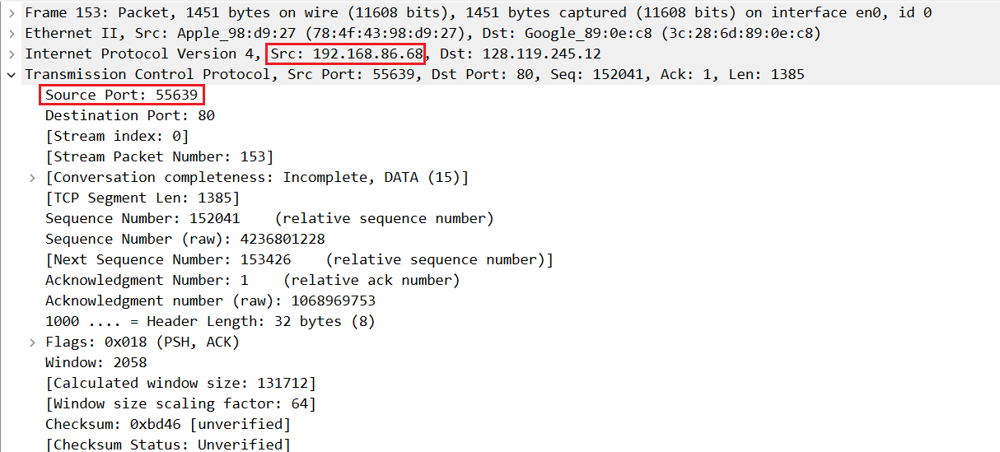 Frame 153: Packet, 1451 bytes on wire (11608 bits), 1451 bytes captured (11608 bits) on interface en0, id 0
Ethernet II, Src: Apple_98:d9:27 (78:4f:43:98:d9:27), Dst: Google_89:0e:c8 (3c:28:6d:89:0e:c8)
Internet Protocol Version 4, Src: 192.168.86.68, Dst: 128.119.245.12
Transmission Control Protocol, Src Port: 55639, Dst Port: 80, Seq: 152041, Ack: 1, Len: 1385
Source Port: 55639
Destination Port: 80
[Stream index: 0]
[Stream Packet Number: 153]
[Conversation completeness: Incomplete, DATA (15)]
[TCP Segment Len: 1385]
Sequence Number: 152041    (relative sequence number)
Sequence Number (raw): 4236801228
[Next Sequence Number: 153426    (relative sequence number)]
Acknowledgment Number: 1    (relative ack number)
Acknowledgment number (raw): 1068969753
1000 .... = Header Length: 32 bytes (8)
Flags: 0x018 (PSH, ACK)
Window: 2058
[Calculated window size: 131712]
[Window size scaling factor: 64]
Checksum: 0xbd46 [unverified]
[Checksum Status: Unverified]